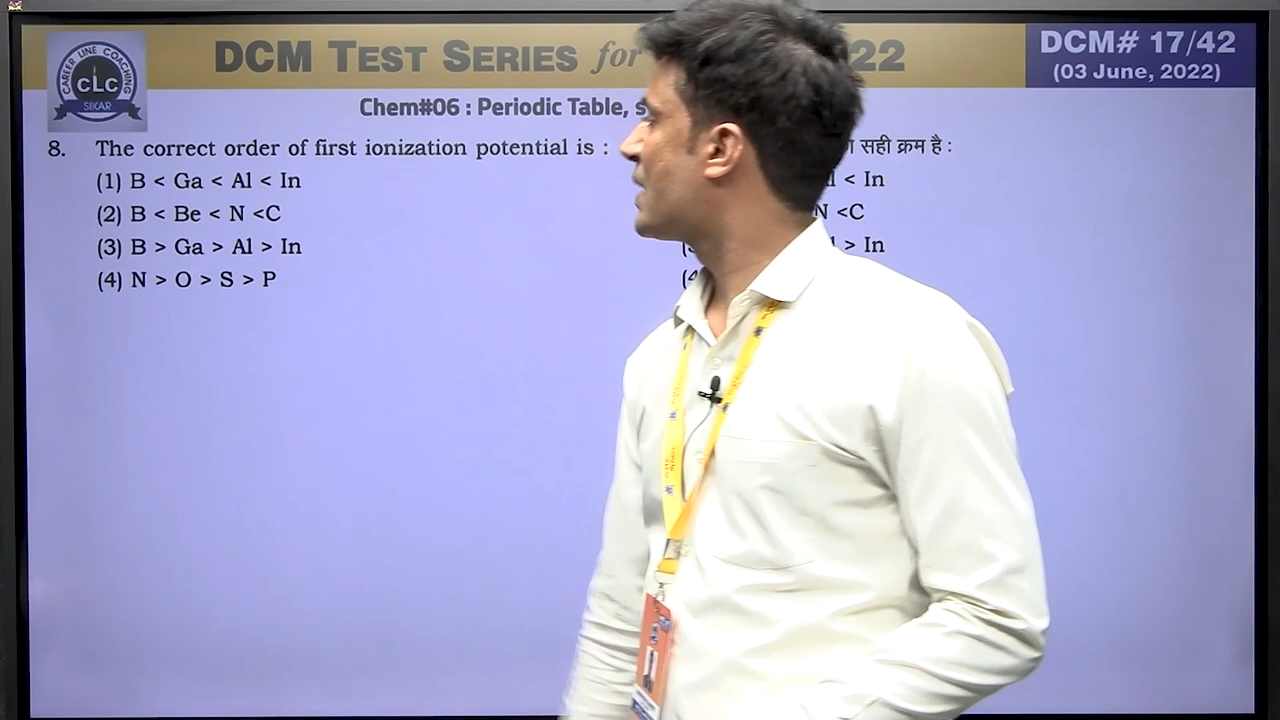 CAREER LINE COACHING
CLC
SIKAR
DCM TEST SERIES for 22
DCM# 17/42
(03 June, 2022)
Chem#06 : Periodic Table, s
8. The correct order of first ionization potential is : सही क्रम है :
(1) B < Ga < Al < In
< In
(2) B < Be < N <C
N <C
(3) B > Ga > Al > In
> In
(4) N > O > S > P